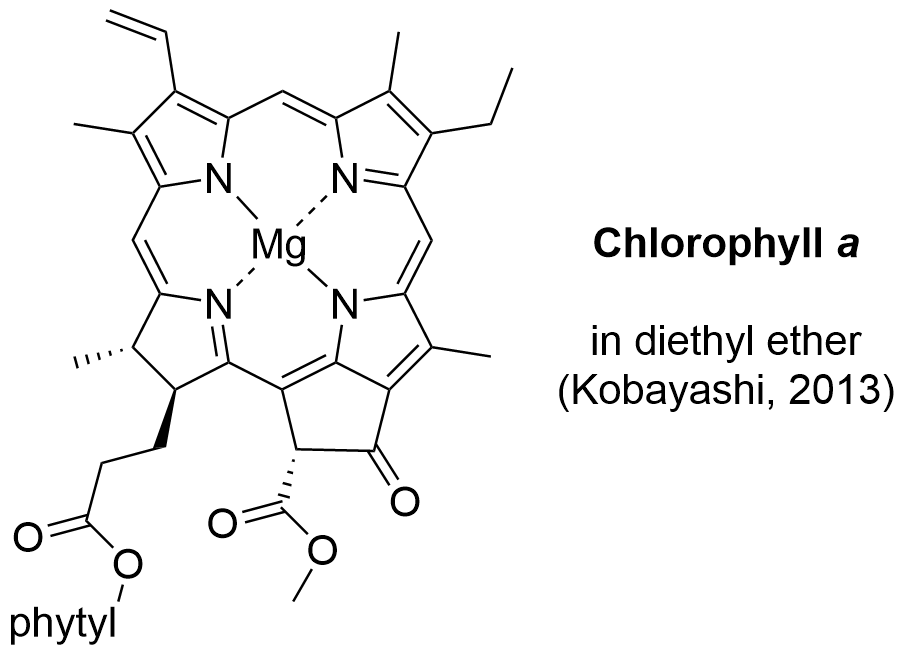 N
N
Mg
Chlorophyll a
N
N
in diethyl ether
(Kobayashi, 2013)
O
O
O
O
O
phytyl